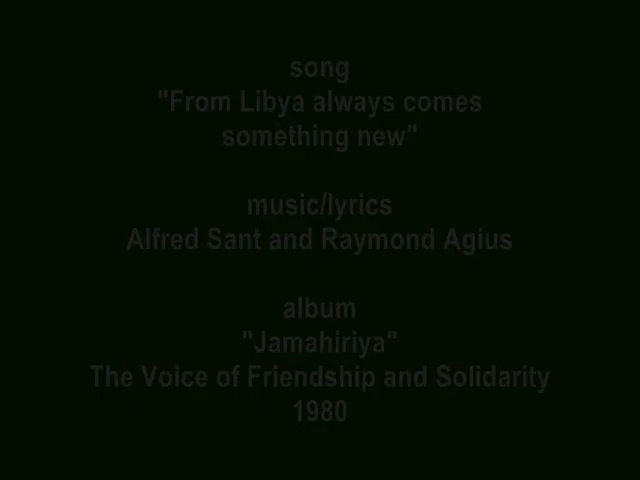 song
"From Libya always comes
something new"
music/lyrics
Alfred Sant and Raymond Agius
album
"Jamahiriya"
The Voice of Friendship and Solidarity
1980